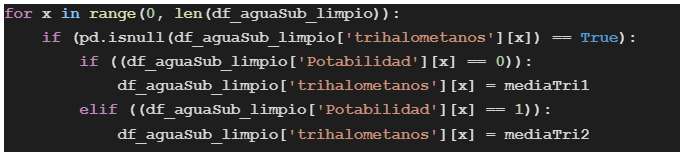 for x in range(0, len(df_aguaSub_limpio)):
    if (pd.isnull(df_aguaSub_limpio['trihalometanos'][x]) == True):
        if ((df_aguaSub_limpio['Potabilidad'][x] == 0)):
            df_aguaSub_limpio['trihalometanos'][x] = mediaTri1
        elif ((df_aguaSub_limpio['Potabilidad'][x] == 1)):
            df_aguaSub_limpio['trihalometanos'][x] = mediaTri2